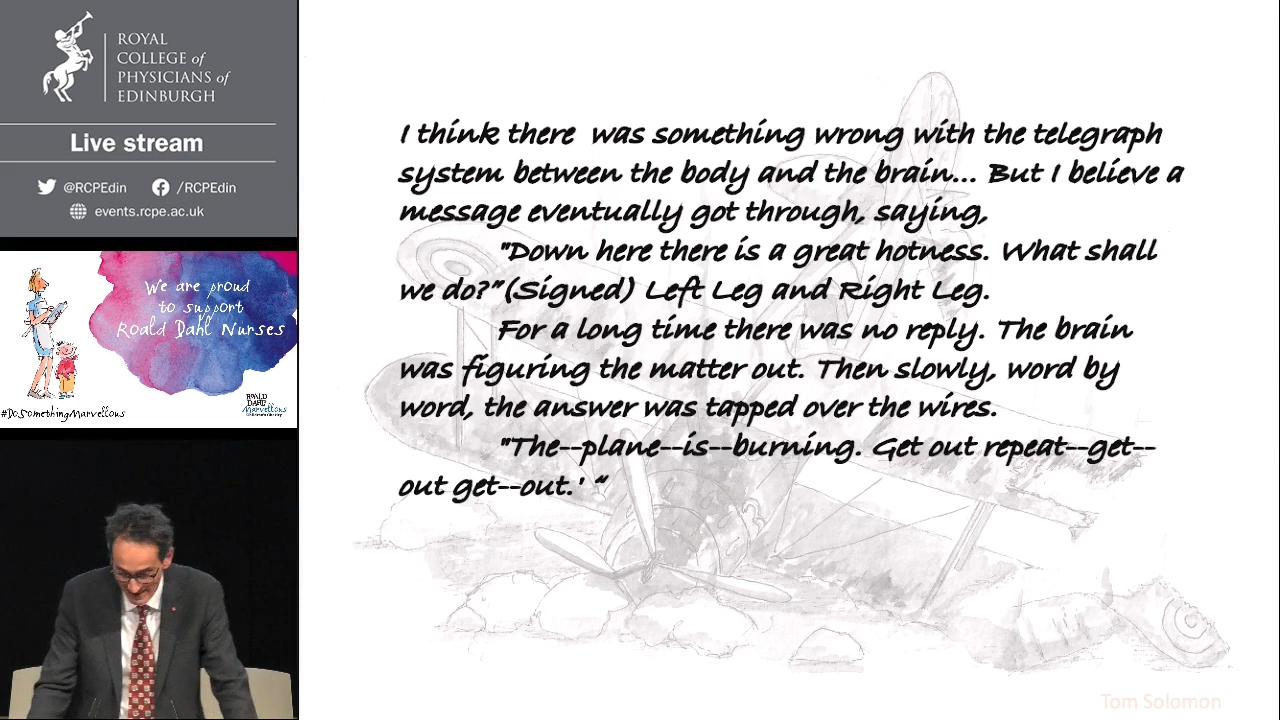 ROYAL
COLLEGE of
PHYSICIANS of
EDINBURGH
Live stream
@RCPEdin /RCPEdin
events.rcpe.ac.uk
We are proud
to support
Roald Dahl Nurses
#DoSomethingMarvellous
ROALD
DAHL
Marvellous
I think there was something wrong with the telegraph
system between the body and the brain... But I believe a
message eventually got through, saying,
"Down here there is a great hotness. What shall
we do?"(Signed) Left Leg and Right Leg.
For a long time there was no reply. The brain
was figuring the matter out. Then slowly, word by
word, the answer was tapped over the wires.
"The--plane--is--burning. Get out repeat--get--
out get--out.' “
Tom Solomon